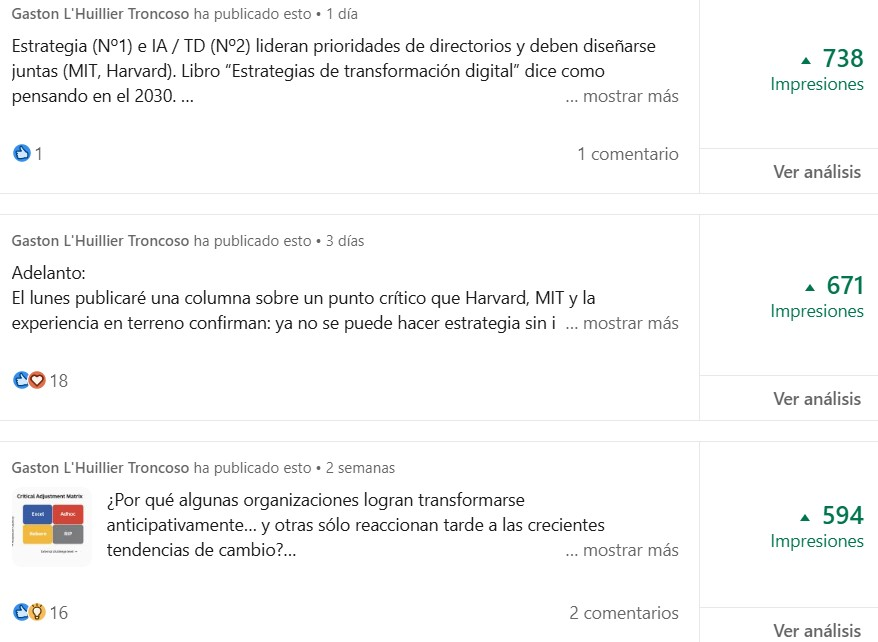 Gaston L'Huillier Troncoso ha publicado esto • 1 día
Estrategia (Nº1) e IA / TD (Nº2) lideran prioridades de directorios y deben diseñarse
juntas (MIT, Harvard). Libro “Estrategias de transformación digital” dice como
pensando en el 2030. ...
... mostrar más
738
Impresiones
1
1 comentario
Ver análisis
Gaston L'Huillier Troncoso ha publicado esto • 3 días
Adelanto:
El lunes publicaré una columna sobre un punto crítico que Harvard, MIT y la
experiencia en terreno confirman: ya no se puede hacer estrategia sin i ... mostrar más
671
Impresiones
18
Ver análisis
Gaston L'Huillier Troncoso ha publicado esto • 2 semanas
Critical Adjustment Matrix
Excel
Adhoc
¿Por qué algunas organizaciones logran transformarse
anticipativamente... y otras sólo reaccionan tarde a las crecientes
tendencias de cambio?...
... mostrar más
594
Impresiones
16
2 comentarios
Ver análisis